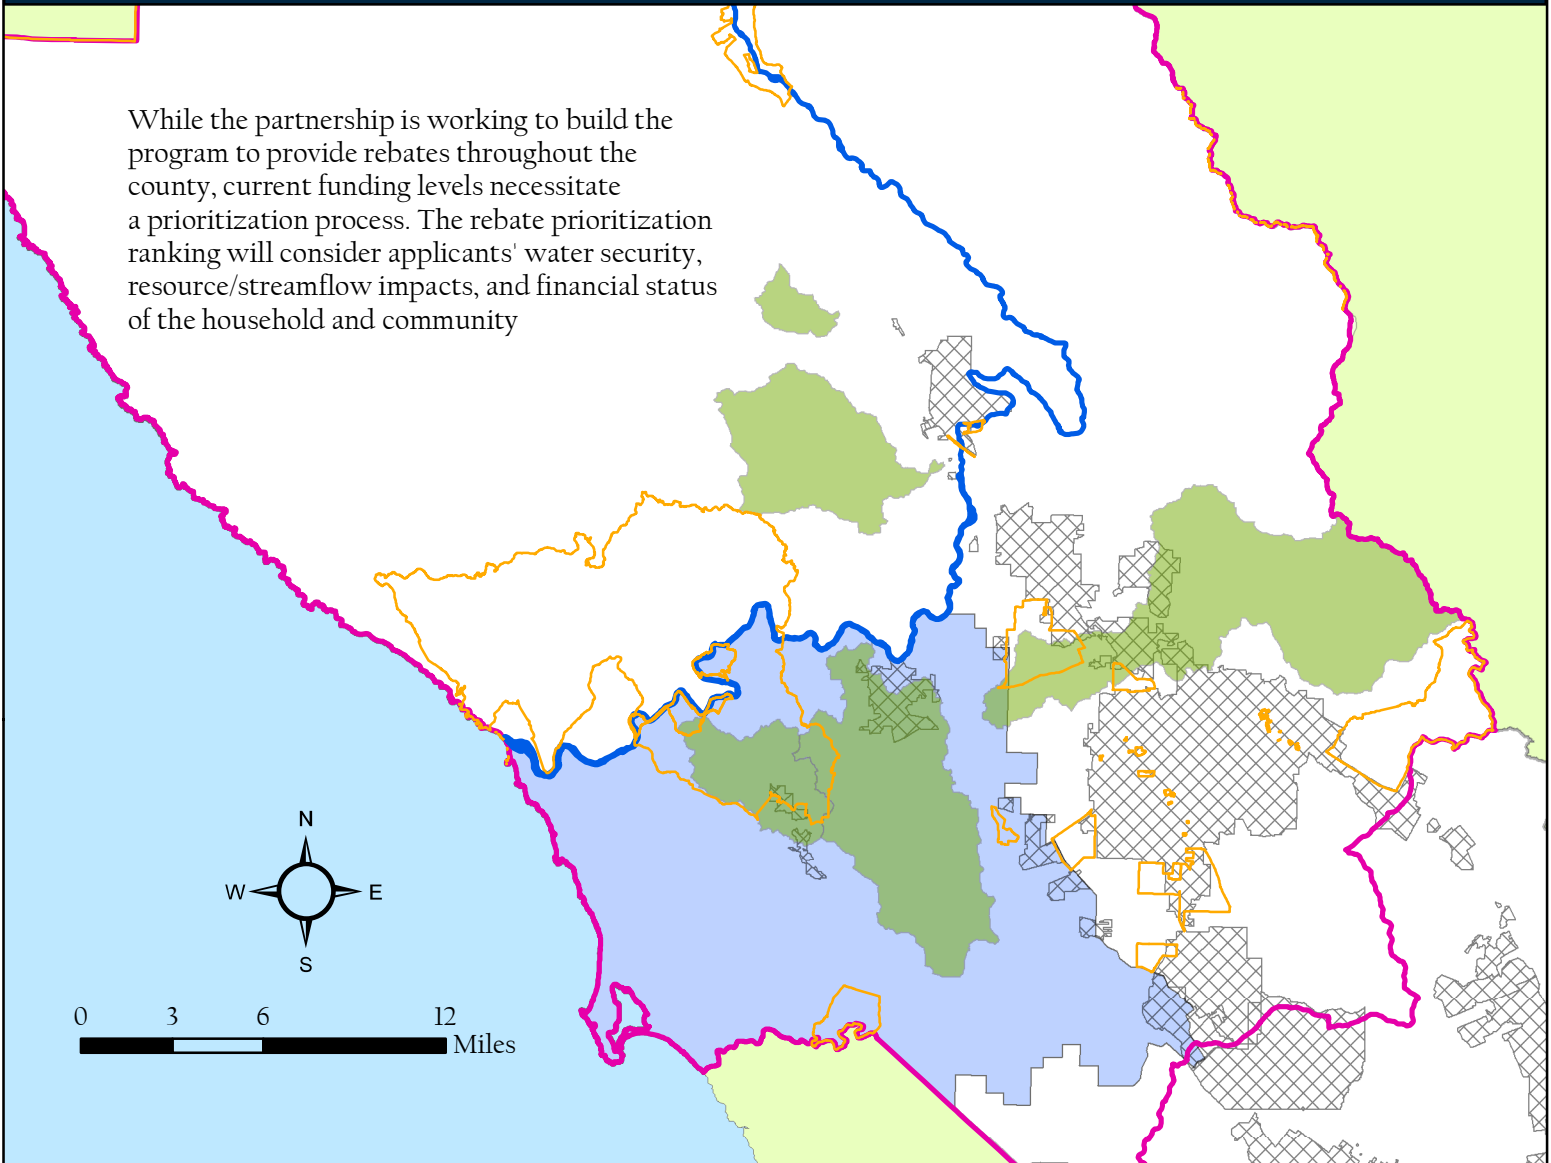 While the partnership is working to build the
program to provide rebates throughout the
county, current funding levels necessitate
a prioritization process. The rebate prioritization
ranking will consider applicants' water security,
resource/streamflow impacts, and financial status
of the household and community
N
W E
S
0 3 6 12
Miles